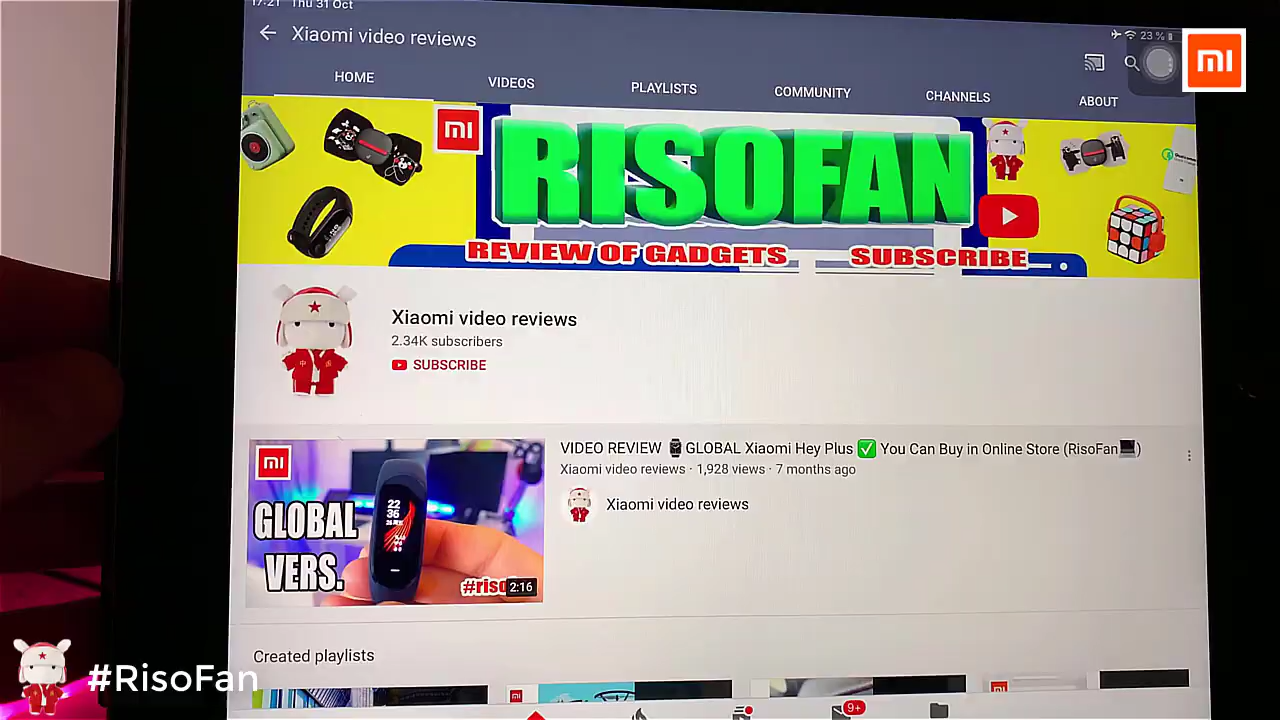 17:21 Thu 31 Oct
Xiaomi video reviews
23 %
mi
HOME
VIDEOS
PLAYLISTS
COMMUNITY
CHANNELS
ABOUT
mi
RISOFAN
REVIEW OF GADGETS
SUBSCRIBE
Xiaomi video reviews
2.34K subscribers
SUBSCRIBE
mi
GLOBAL
VERS.
22
36
#riso
2:16
VIDEO REVIEW ⌚GLOBAL Xiaomi Hey Plus ✅ You Can Buy in Online Store (RisoFan💻)
Xiaomi video reviews · 1,928 views · 7 months ago
Xiaomi video reviews
Created playlists
mi
mi
9+
#RisoFan